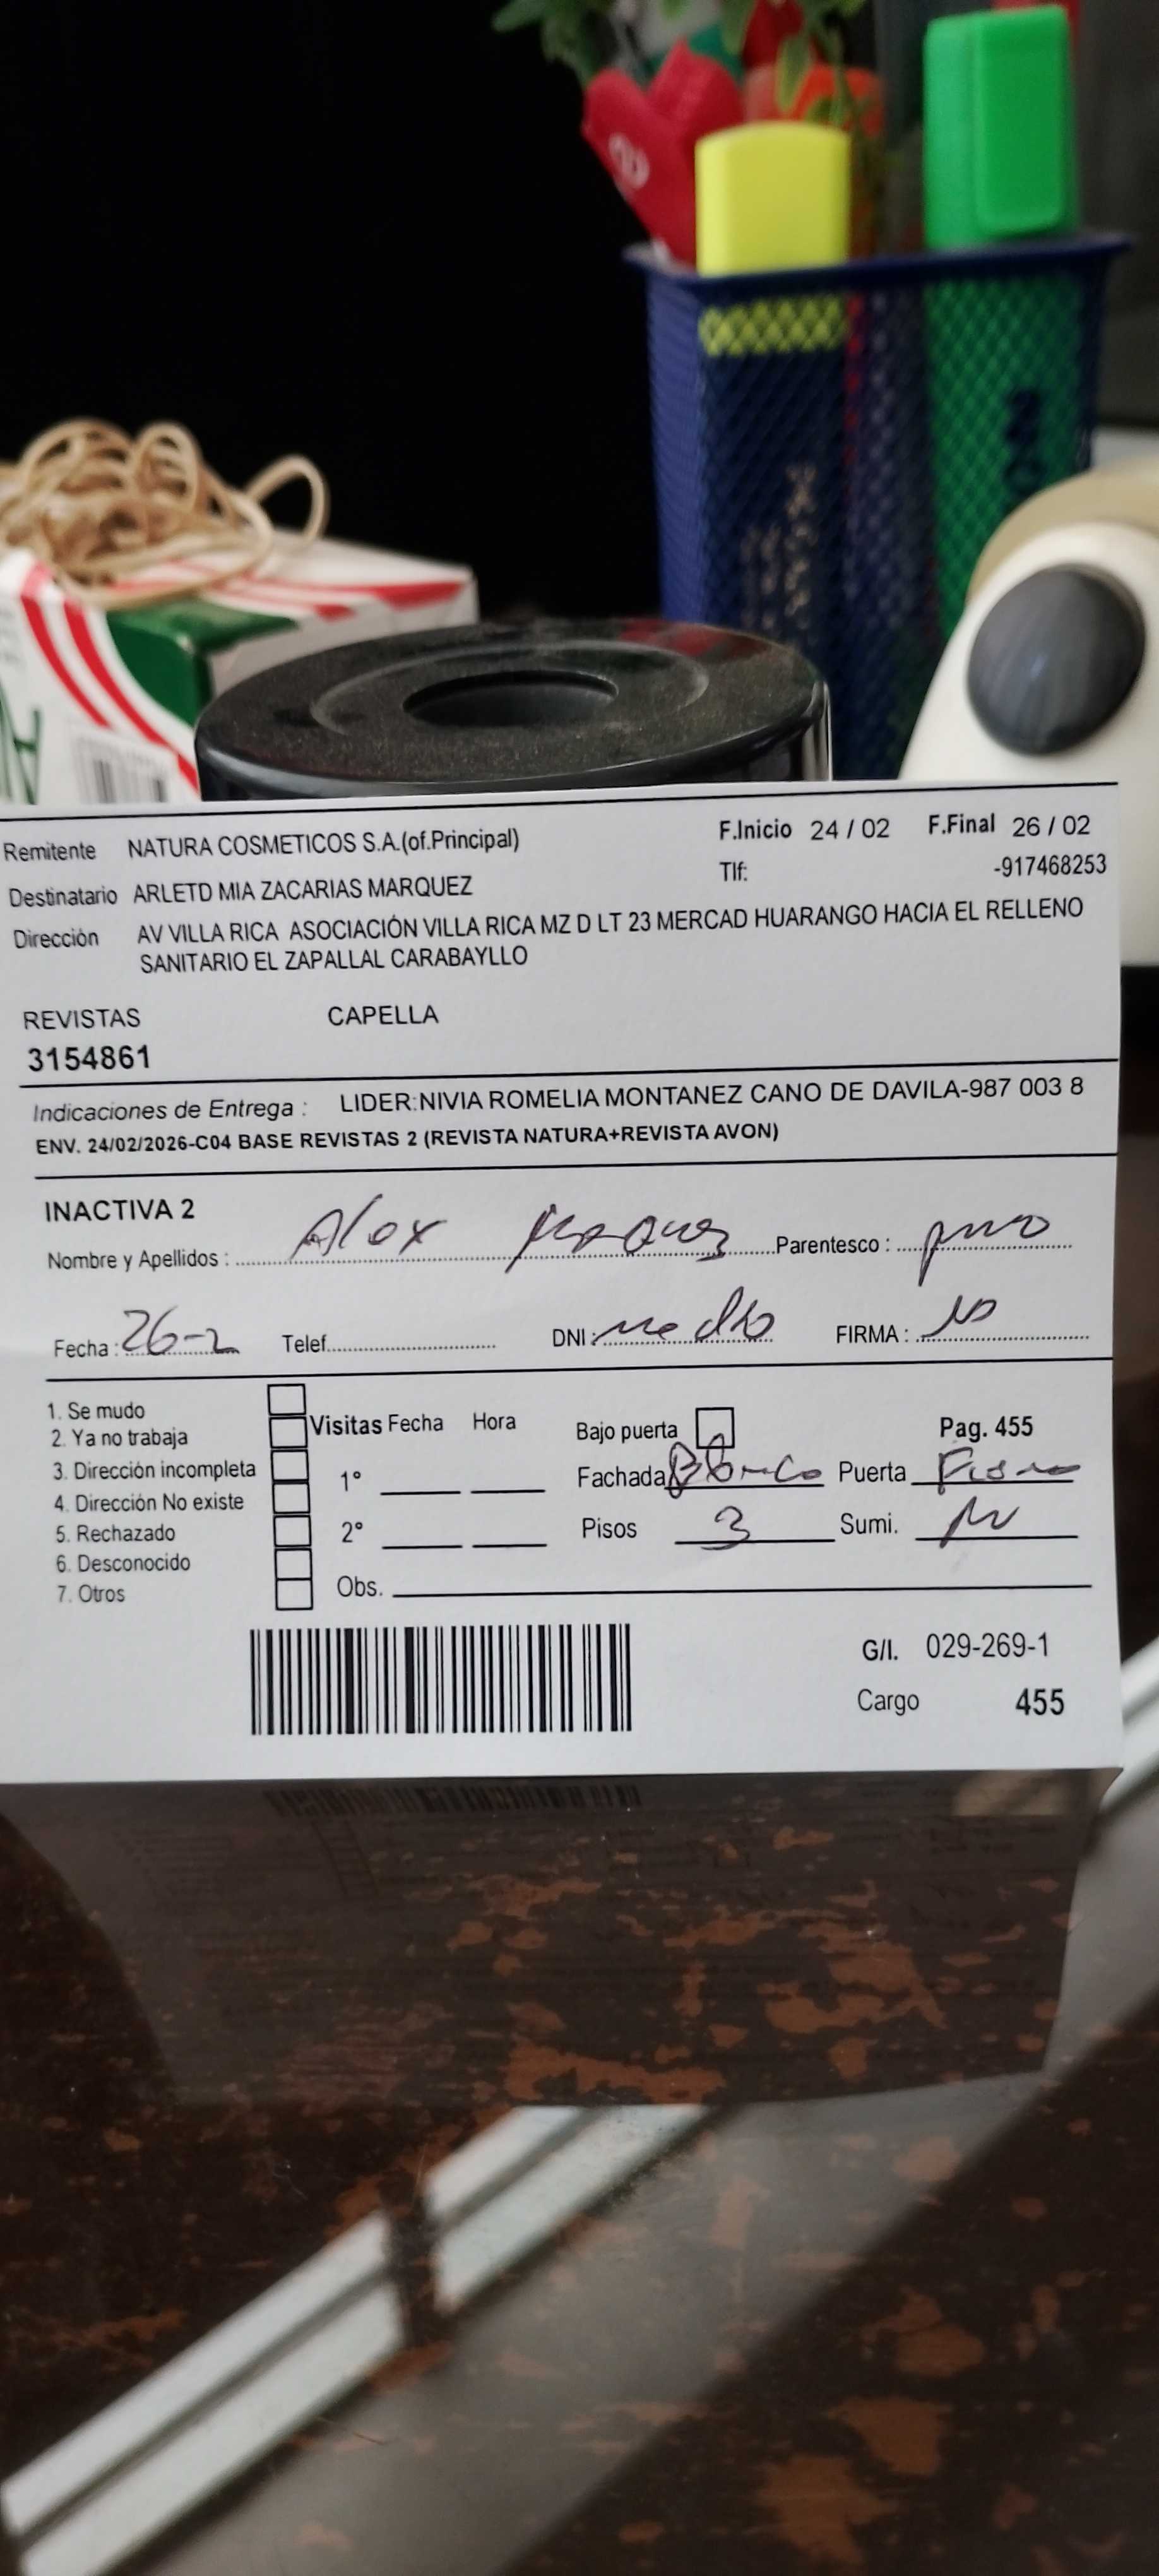 Remitente NATURA COSMETICOS S.A.(of.Principal) F.Inicio 24 / 02 F.Final 26 / 02
Destinatario ARLETD MIA ZACARIAS MARQUEZ Tlf: -917468253
Dirección AV VILLA RICA ASOCIACIÓN VILLA RICA MZ D LT 23 MERCAD HUARANGO HACIA EL RELLENO
SANITARIO EL ZAPALLAL CARABAYLLO
REVISTAS CAPELLA
3154861
Indicaciones de Entrega : LIDER:NIVIA ROMELIA MONTANEZ CANO DE DAVILA-987 003 8
ENV. 24/02/2026-C04 BASE REVISTAS 2 (REVISTA NATURA+REVISTA AVON)
INACTIVA 2
Nombre y Apellidos : Alex Parentesco :
Fecha : 26-2 Telef. DNI : FIRMA :
1. Se mudo
2. Ya no trabaja Visitas Fecha Hora Bajo puerta Pag. 455
3. Dirección incompleta 1° Fachada Puerta
4. Dirección No existe
5. Rechazado 2° Pisos 3 Sumi.
6. Desconocido
7. Otros Obs.
G/I. 029-269-1
Cargo 455